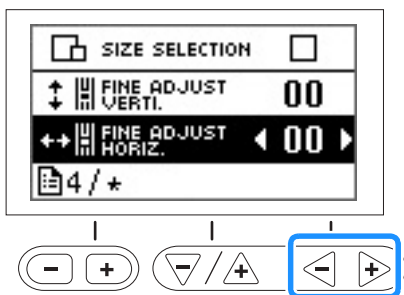 SIZE SELECTION
FINE ADJUST
VERTI.
00
FINE ADJUST
HORIZ.
00
4 / *
- +
- / +
- +